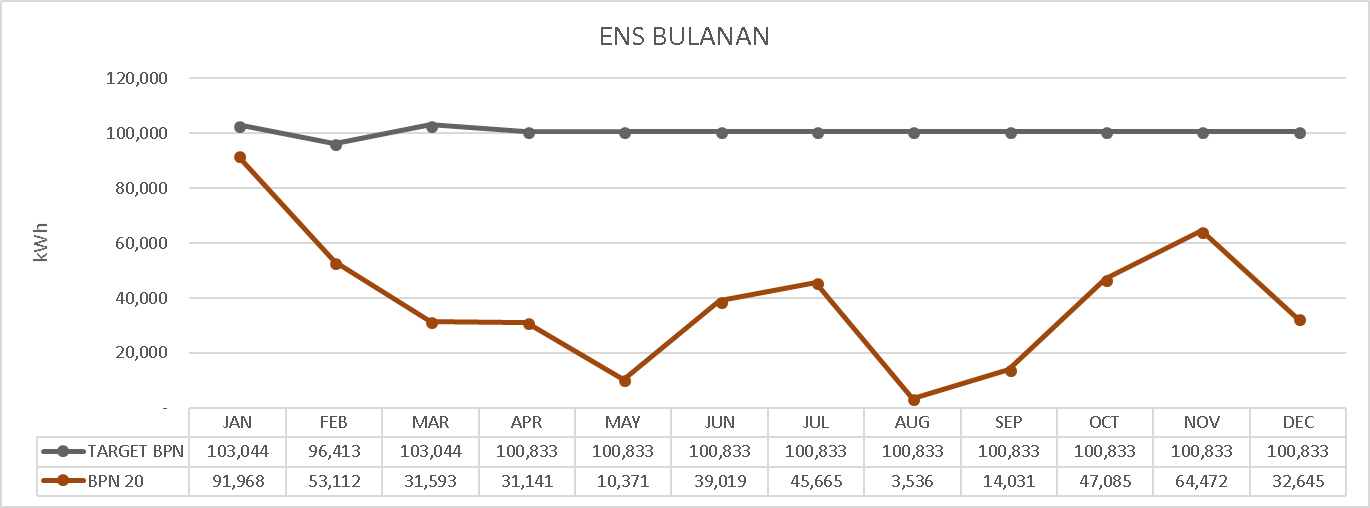 ENS BULANAN
120,000
100,000
80,000
60,000
40,000
20,000
-
kWh
JAN FEB MAR APR MAY JUN JUL AUG SEP OCT NOV DEC
TARGET BPN 103,044 96,413 103,044 100,833 100,833 100,833 100,833 100,833 100,833 100,833 100,833 100,833
BPN 20 91,968 53,112 31,593 31,141 10,371 39,019 45,665 3,536 14,031 47,085 64,472 32,645